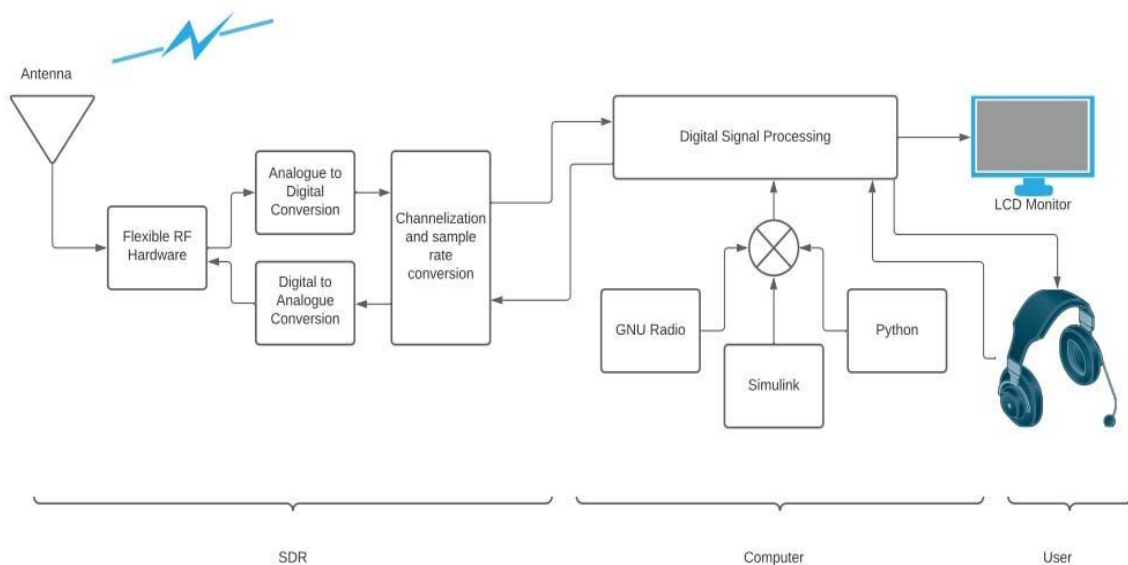 Antenna
Flexible RF
Hardware
Analogue to
Digital
Conversion
Digital to
Analogue
Conversion
Channelization
and sample
rate
conversion
Digital Signal Processing
GNU Radio
Simulink
Python
LCD Monitor
SDR
Computer
User